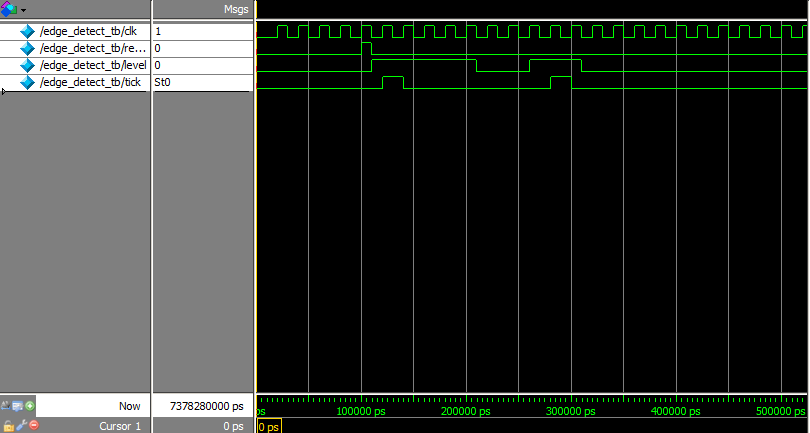 Msgs
/edge_detect_tb/clk 1
/edge_detect_tb/re... 0
/edge_detect_tb/level 0
/edge_detect_tb/tick St0
Now 7378280000 ps
ps 100000 ps 200000 ps 300000 ps 400000 ps 500000 ps
Cursor 1 0 ps 0 ps